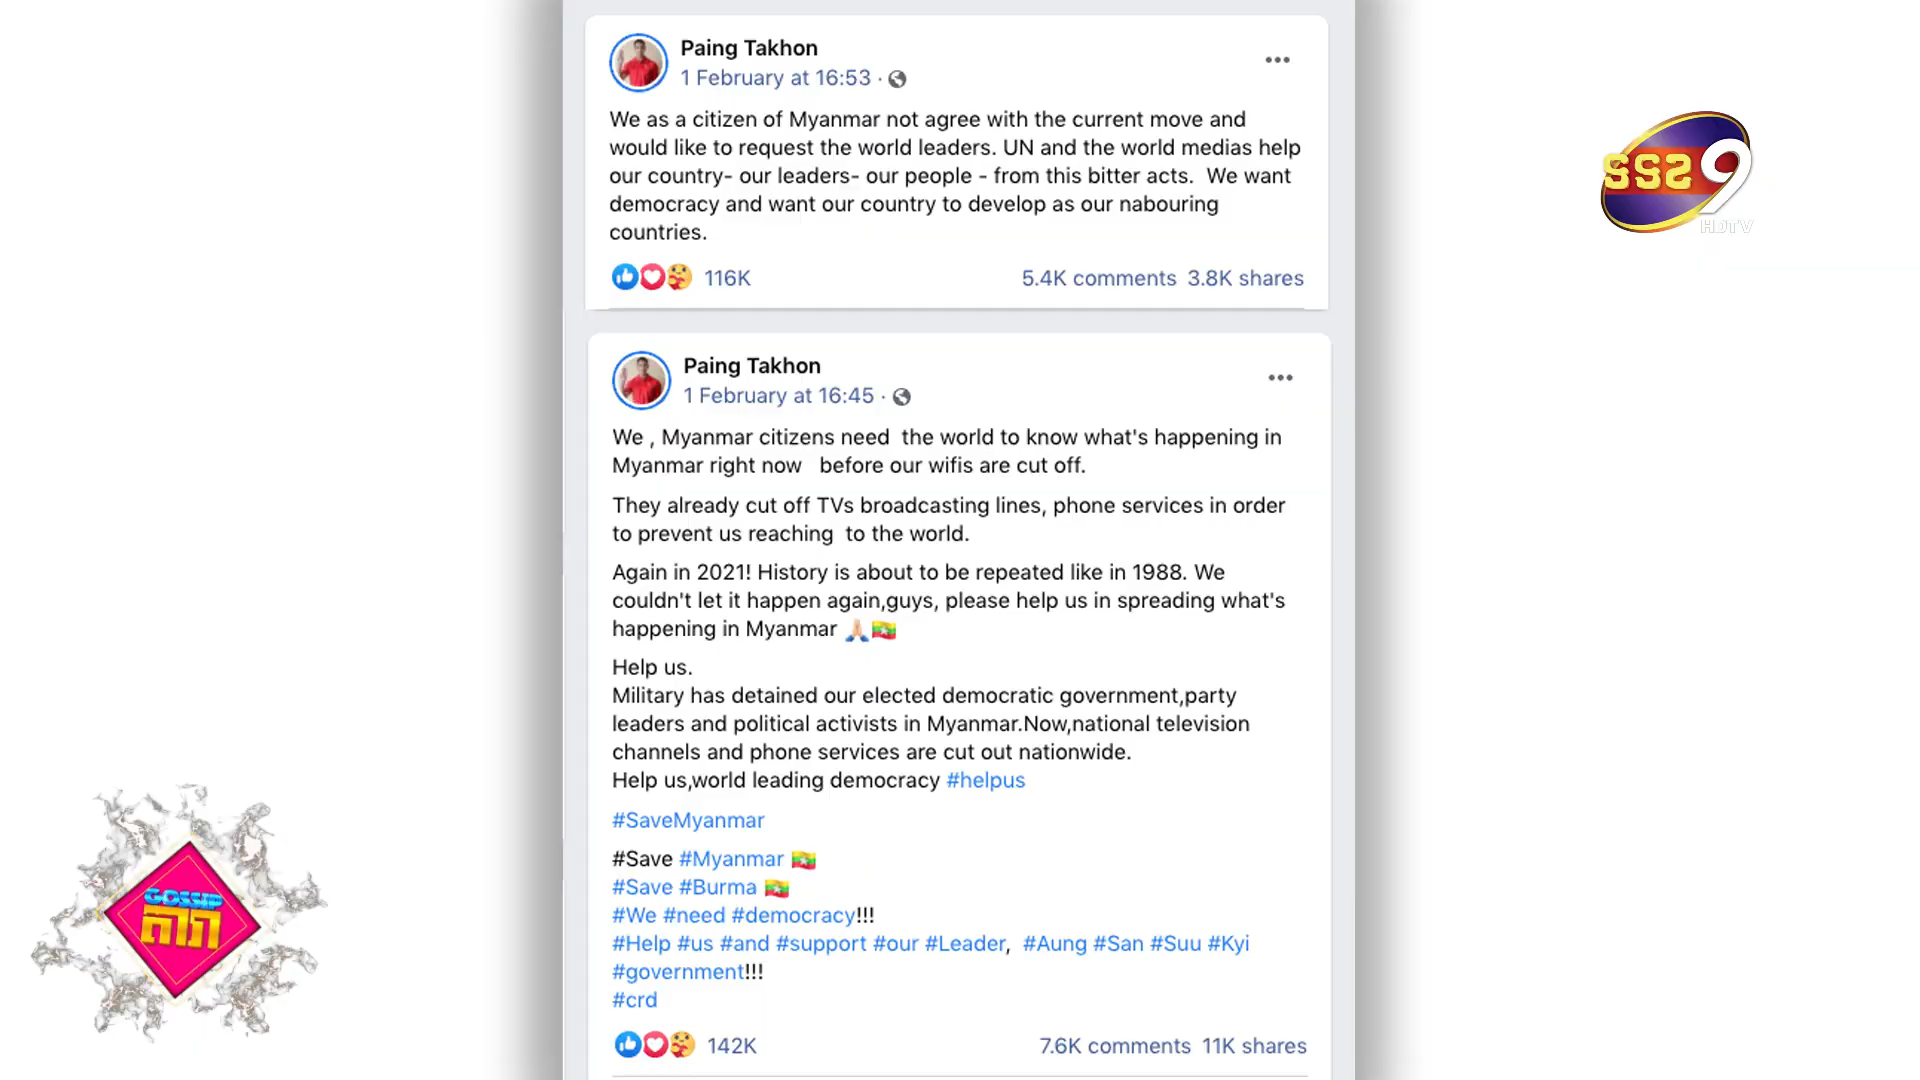 Paing Takhon
1 February at 16:53 ·
We as a citizen of Myanmar not agree with the current move and
would like to request the world leaders. UN and the world medias help
our country- our leaders- our people - from this bitter acts.  We want
democracy and want our country to develop as our nabouring
countries.
116K
5.4K comments  3.8K shares
Paing Takhon
1 February at 16:45 ·
We , Myanmar citizens need  the world to know what's happening in
Myanmar right now   before our wifis are cut off.
They already cut off TVs broadcasting lines, phone services in order
to prevent us reaching  to the world.
Again in 2021! History is about to be repeated like in 1988. We
couldn't let it happen again,guys, please help us in spreading what's
happening in Myanmar 🙏🏻🇲🇲
Help us.
Military has detained our elected democratic government,party
leaders and political activists in Myanmar.Now,national television
channels and phone services are cut out nationwide.
Help us,world leading democracy #helpus
#SaveMyanmar
#Save #Myanmar 🇲🇲
#Save #Burma 🇲🇲
#We #need #democracy!!!
#Help #us #and #support #our #Leader,  #Aung #San #Suu #Kyi
#government!!!
#crd
142K
7.6K comments  11K shares
9
HDTV
GOSSIP